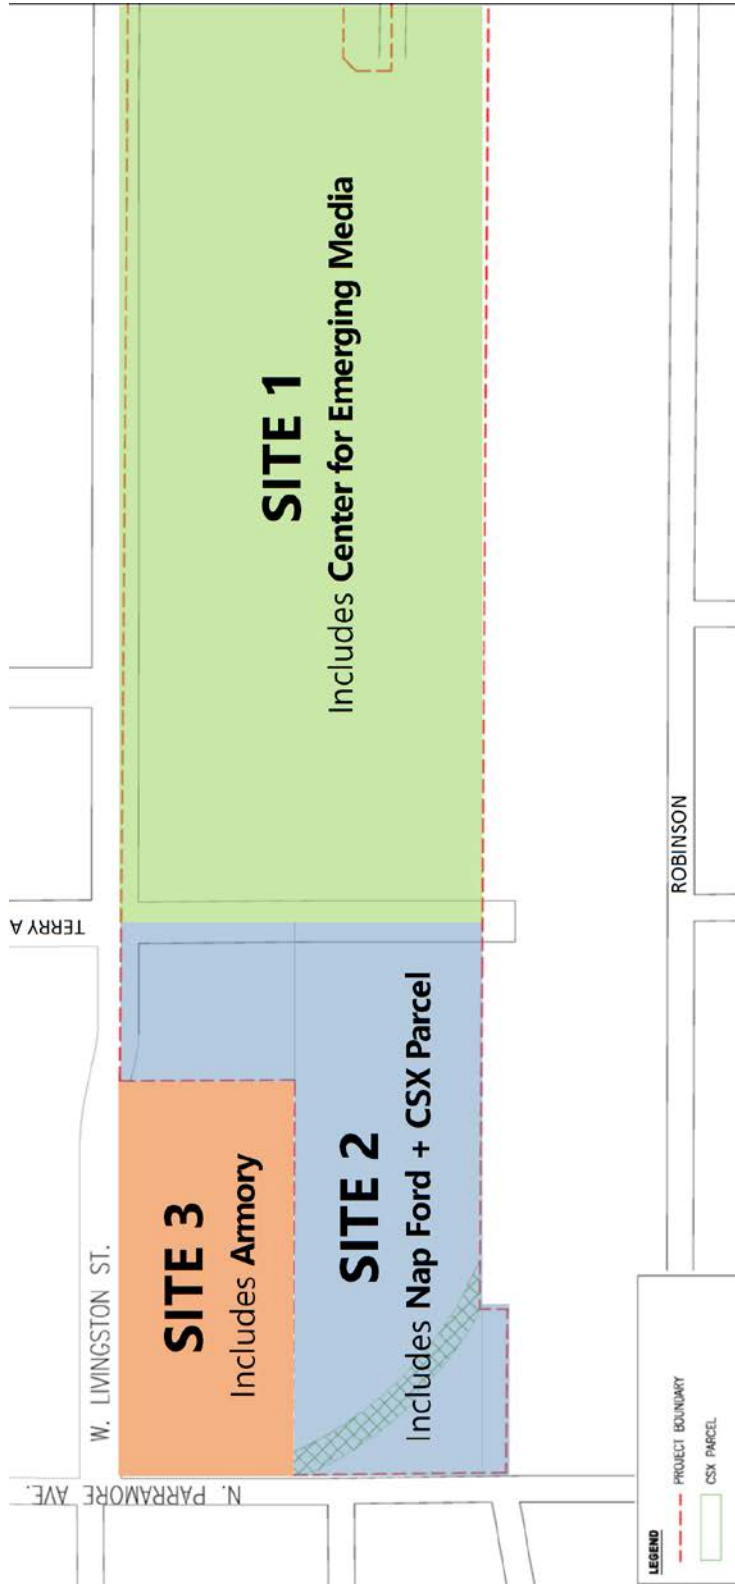 W. LIVINGSTON ST.
N. PARRAMORE AVE.
TERRY A
SITE 3
Includes Armory
SITE 2
Includes Nap Ford + CSX Parcel
SITE 1
Includes Center for Emerging Media
ROBINSON
LEGEND
PROJECT BOUNDARY
CSX PARCEL